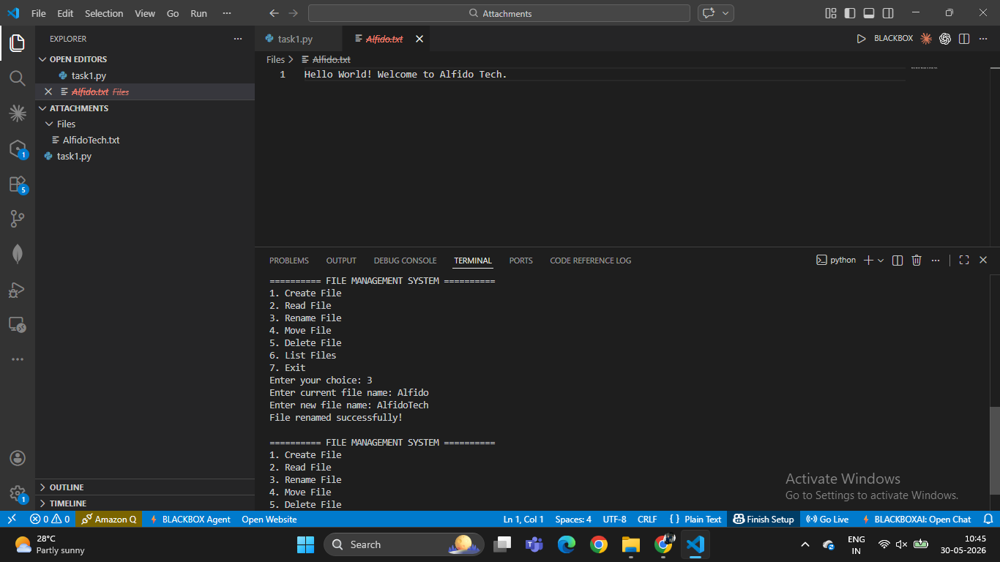 File Edit Selection View Go Run ···
Attachments
EXPLORER ···
OPEN EDITORS
task1.py
Alfido.txt Files
ATTACHMENTS
Files
AlfidoTech.txt
task1.py
1
5
1
OUTLINE
TIMELINE
task1.py
Alfido.txt
BLACKBOX ···
Files > Alfido.txt
1 Hello World! Welcome to Alfido Tech.
PROBLEMS OUTPUT DEBUG CONSOLE TERMINAL PORTS CODE REFERENCE LOG
python ···
========== FILE MANAGEMENT SYSTEM ==========
1. Create File
2. Read File
3. Rename File
4. Move File
5. Delete File
6. List Files
7. Exit
Enter your choice: 3
Enter current file name: Alfido
Enter new file name: AlfidoTech
File renamed successfully!
========== FILE MANAGEMENT SYSTEM ==========
1. Create File
2. Read File
3. Rename File
4. Move File
5. Delete File
Activate Windows
Go to Settings to activate Windows.
0 0 Amazon Q BLACKBOX Agent Open Website Ln 1, Col 1 Spaces: 4 UTF-8 CRLF {} Plain Text Finish Setup Go Live BLACKBOXAI: Open Chat
28°C
Partly sunny
Search
ENG
IN
10:45
30-05-2026